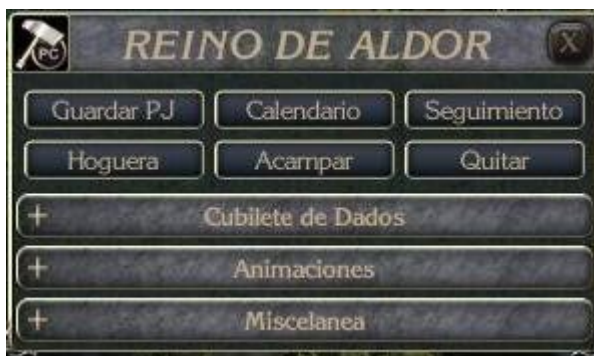 PC REINO DE ALDOR X
Guardar PJ Calendario Seguimiento
Hoguera Acampar Quitar
+ Cubilete de Dados
+ Animaciones
+ Miscelanea